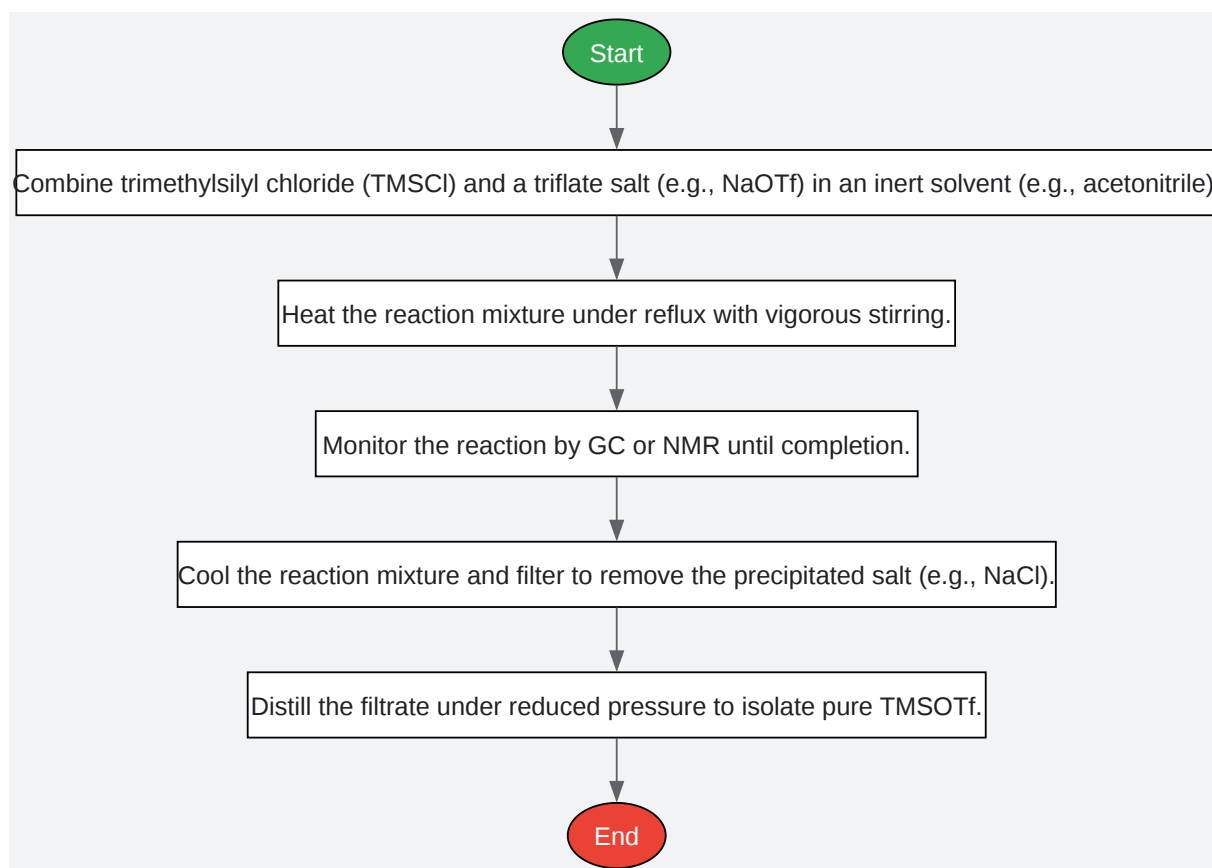 Start
Combine trimethylsilyl chloride (TMSCl) and a triflate salt (e.g., NaOTf) in an inert solvent (e.g., acetonitrile)
Heat the reaction mixture under reflux with vigorous stirring.
Monitor the reaction by GC or NMR until completion.
Cool the reaction mixture and filter to remove the precipitated salt (e.g., NaCl).
Distill the filtrate under reduced pressure to isolate pure TMSOTf.
End